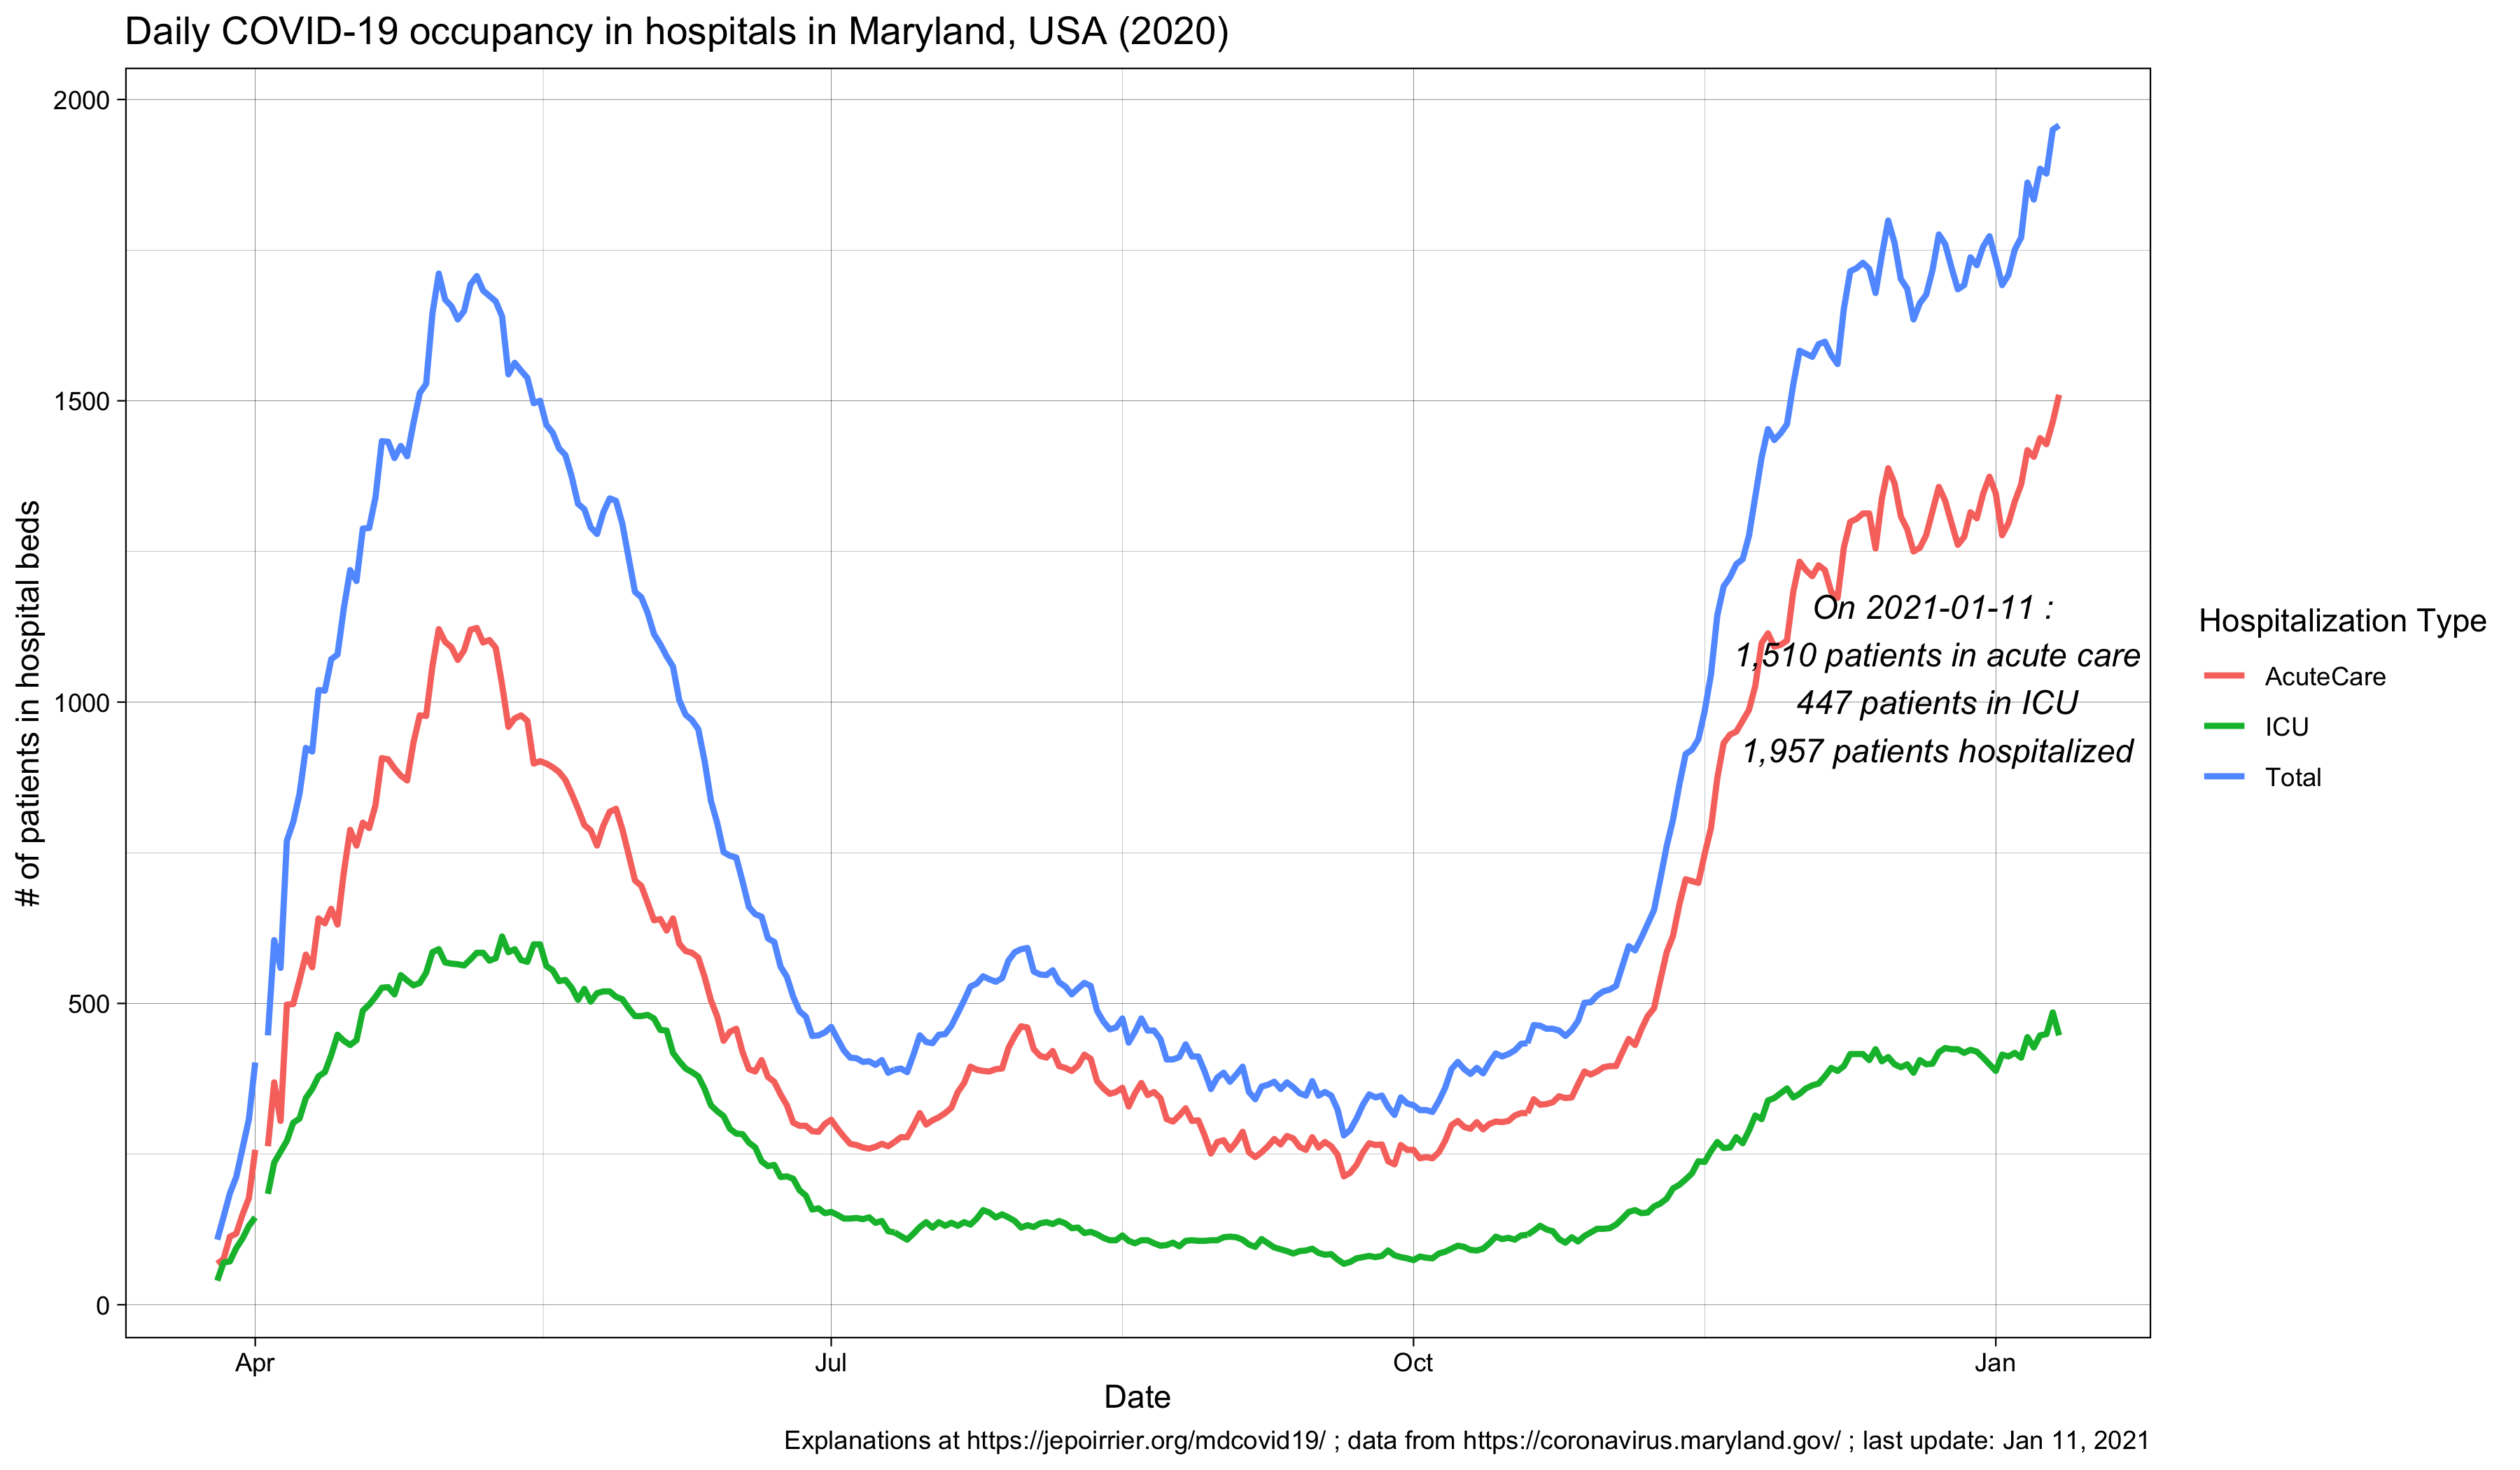 Daily COVID-19 occupancy in hospitals in Maryland, USA (2020)
# of patients in hospital beds
2000
1500
1000
500
0
On 2021-01-11 :
1,510 patients in acute care
447 patients in ICU
1,957 patients hospitalized
Hospitalization Type
AcuteCare
ICU
Total
Apr
Jul
Oct
Jan
Date
Explanations at https://jepoirrier.org/mdcovid19/ ; data from https://coronavirus.maryland.gov/ ; last update: Jan 11, 2021